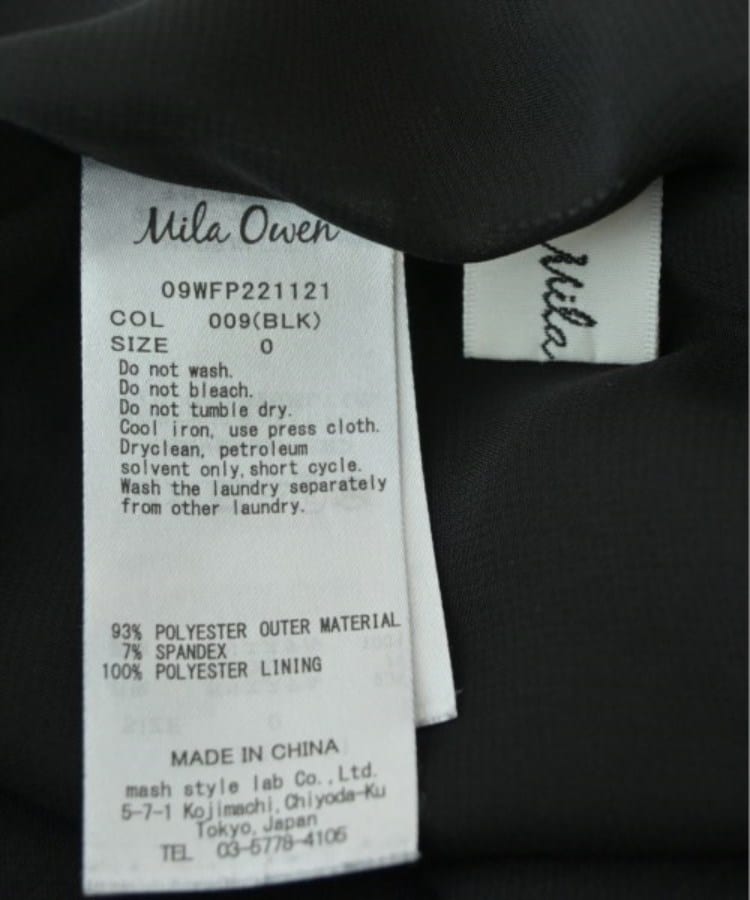 Mila Owen
09WFP221121
COL 009(BLK)
SIZE 0
Do not wash.
Do not bleach.
Do not tumble dry.
Cool iron, use press cloth.
Dryclean, petroleum
solvent only,short cycle.
Wash the laundry separately
from other laundry.
93% POLYESTER OUTER MATERIAL
7% SPANDEX
100% POLYESTER LINING
MADE IN CHINA
mash style lab Co.,Ltd.
5-7-1 Kojimachi,Chiyoda-Ku
Tokyo,Japan
TEL 03-5778-4106
Mila